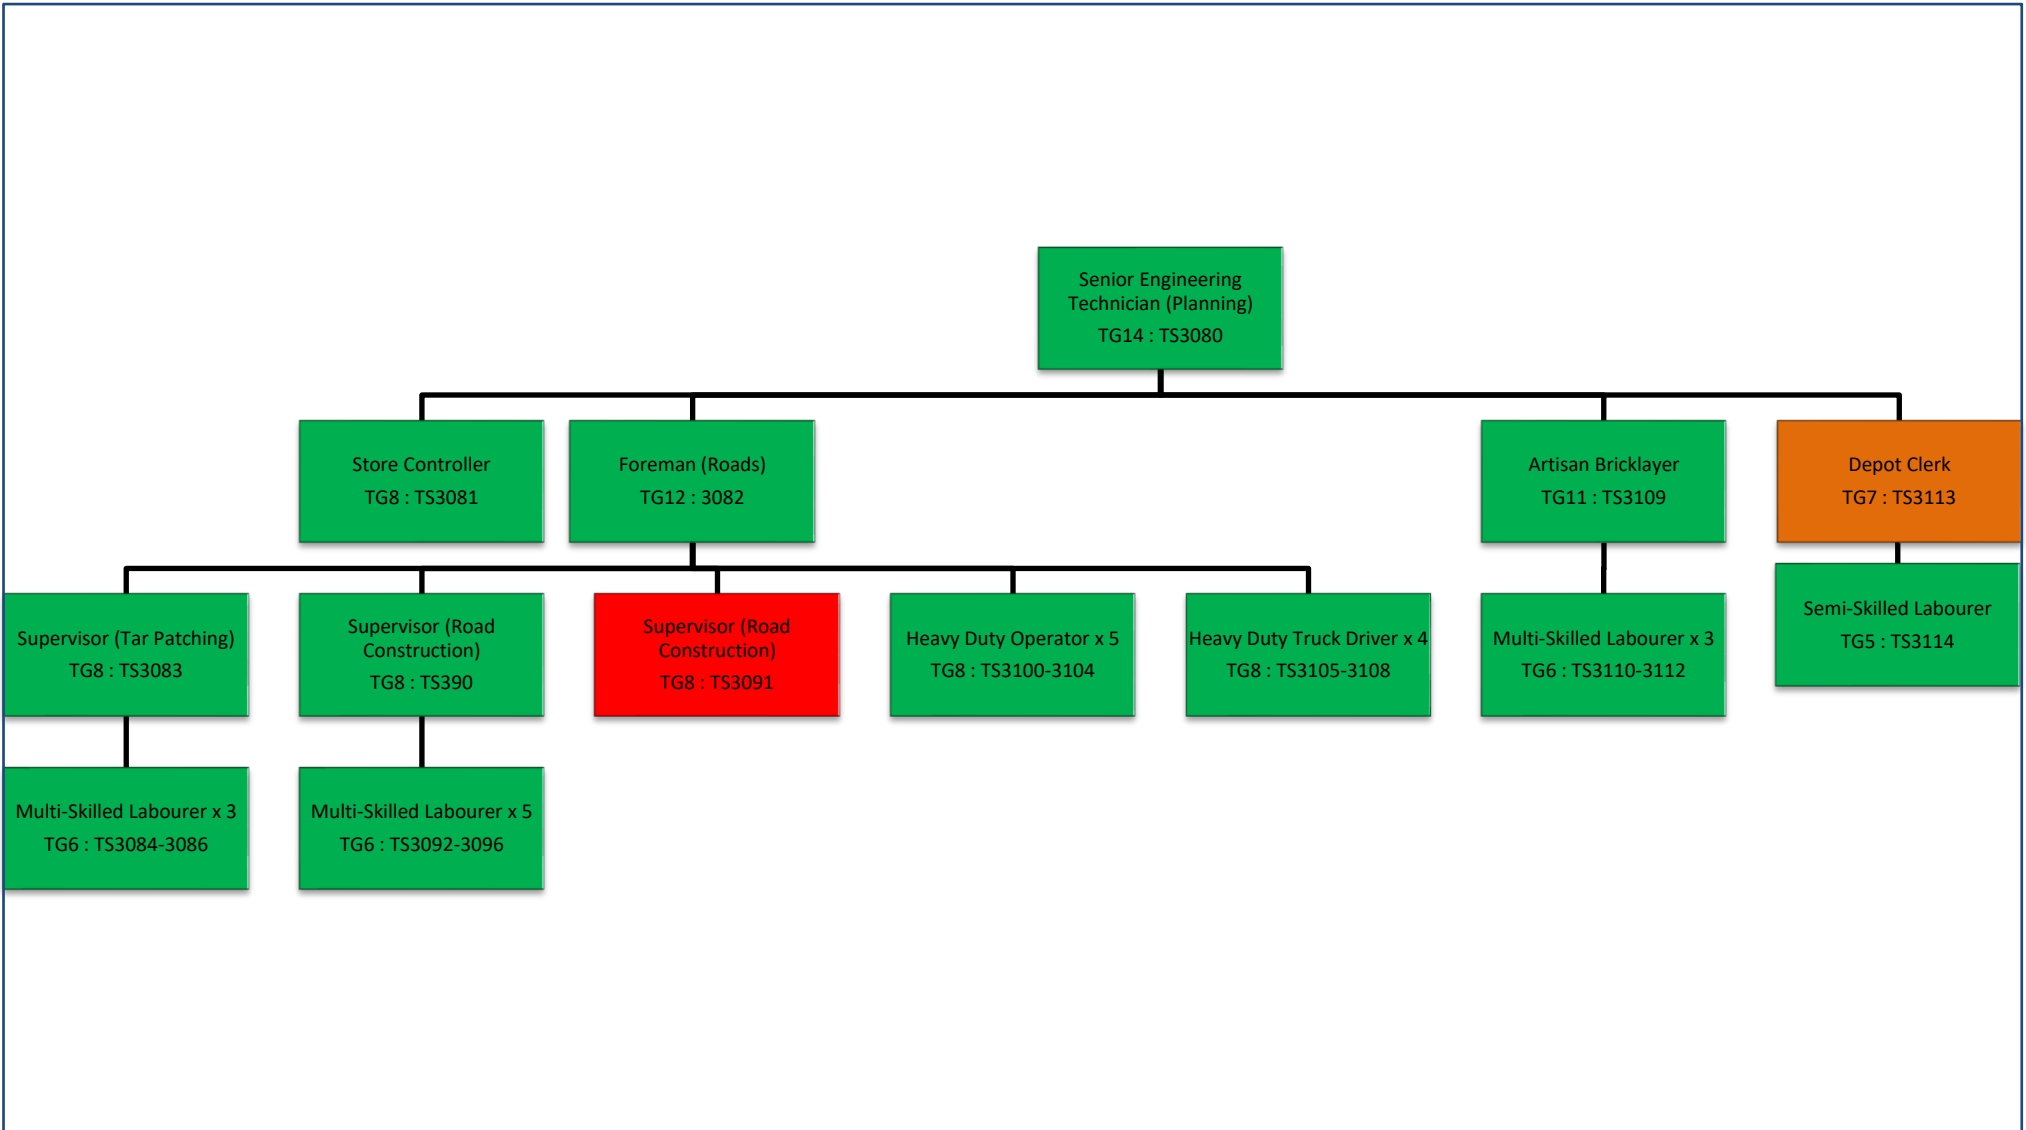 Senior Engineering
Technician (Planning)
TG14 : TS3080
Store Controller
TG8 : TS3081
Foreman (Roads)
TG12 : 3082
Artisan Bricklayer
TG11 : TS3109
Depot Clerk
TG7 : TS3113
Supervisor (Tar Patching)
TG8 : TS3083
Supervisor (Road
Construction)
TG8 : TS390
Supervisor (Road
Construction)
TG8 : TS3091
Heavy Duty Operator x 5
TG8 : TS3100-3104
Heavy Duty Truck Driver x 4
TG8 : TS3105-3108
Multi-Skilled Labourer x 3
TG6 : TS3110-3112
Semi-Skilled Labourer
TG5 : TS3114
Multi-Skilled Labourer x 3
TG6 : TS3084-3086
Multi-Skilled Labourer x 5
TG6 : TS3092-3096